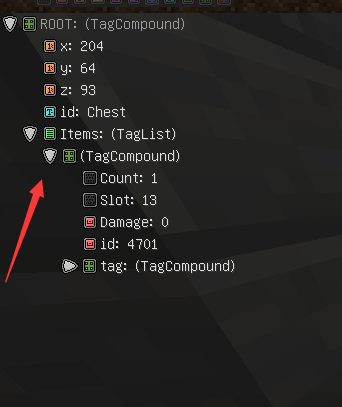 ROOT: (TagCompound)
x: 204
y: 64
z: 93
id: Chest
Items: (TagList)
(TagCompound)
Count: 1
Slot: 13
Damage: 0
id: 4701
tag: (TagCompound)